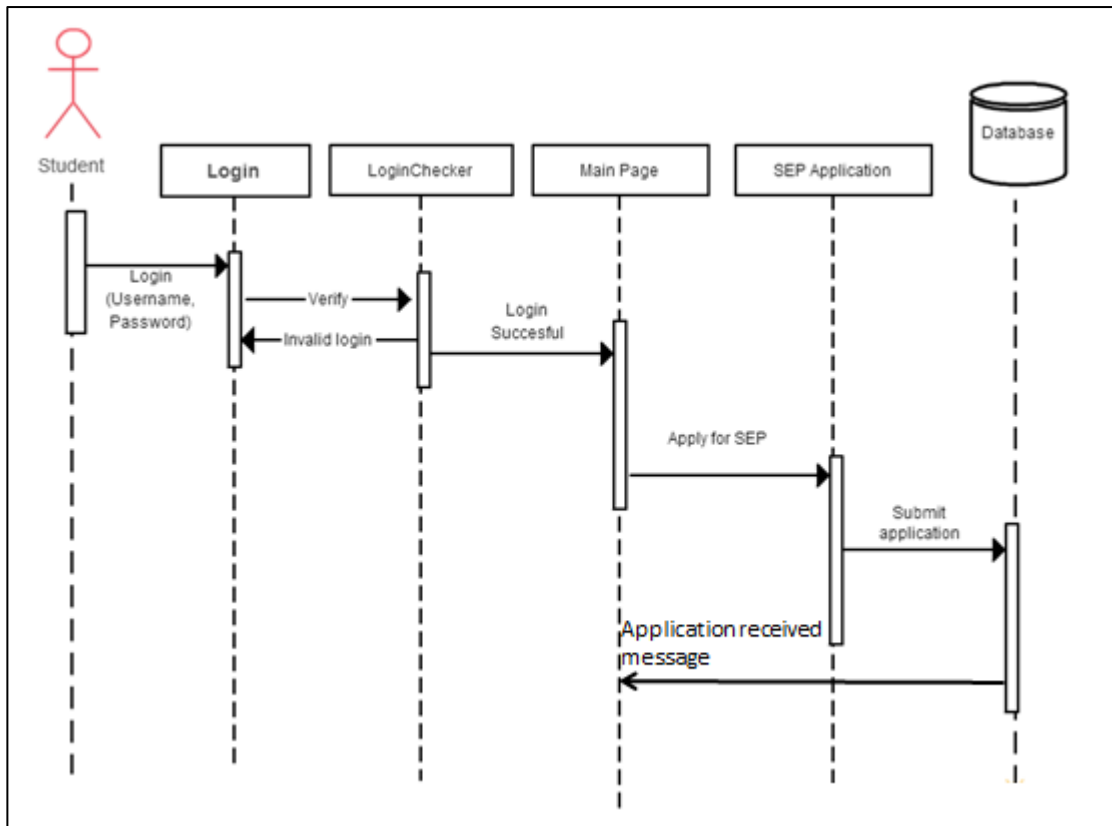 Student
Login
LoginChecker
Main Page
SEP Application
Database
Login
(Username,
Password)
Verify
Invalid login
Login
Succesful
Apply for SEP
Submit
application
Application received
message